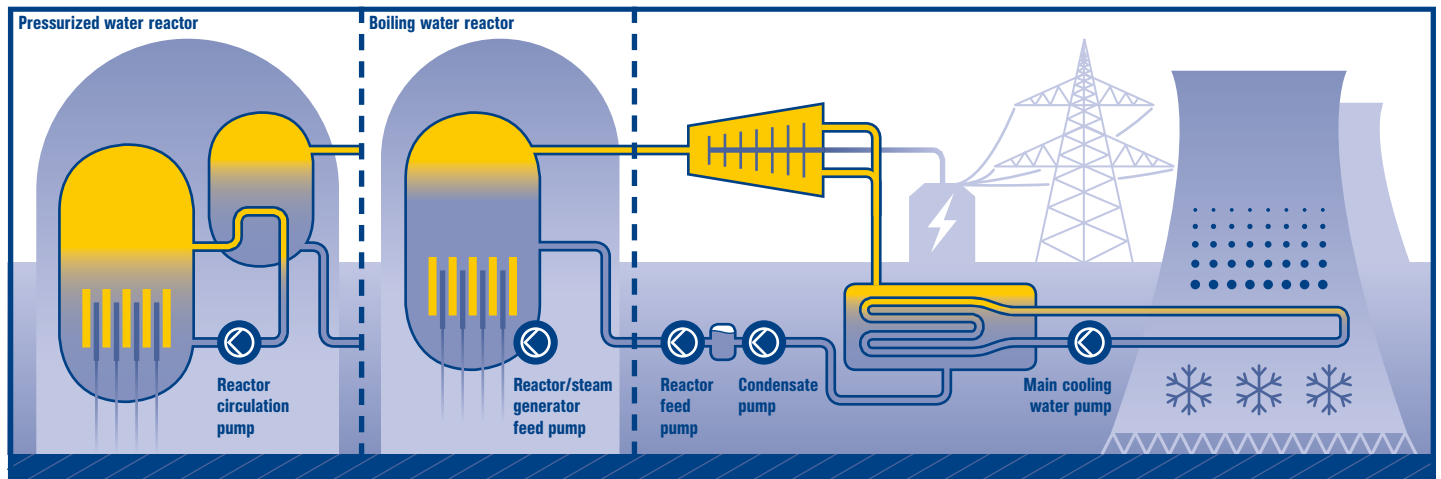 Pressurized water reactor
Boiling water reactor
Reactor
circulation
pump
Reactor/steam
generator
feed pump
Reactor
feed
pump
Condensate
pump
Main cooling
water pump